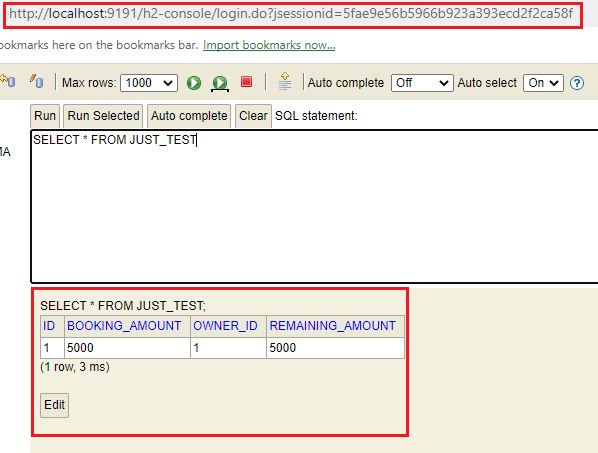 http://localhost:9191/h2-console/login.do?jsessionid=5fae9e56b5966b923a393ecd2f2ca58f
ookmarks here on the bookmarks bar. Import bookmarks now...
Max rows: 1000 Auto complete Off Auto select On
Run Run Selected Auto complete Clear SQL statement:
MA
SELECT * FROM JUST_TEST
SELECT * FROM JUST_TEST;
ID BOOKING_AMOUNT OWNER_ID REMAINING_AMOUNT
1 5000 1 5000
(1 row, 3 ms)
Edit